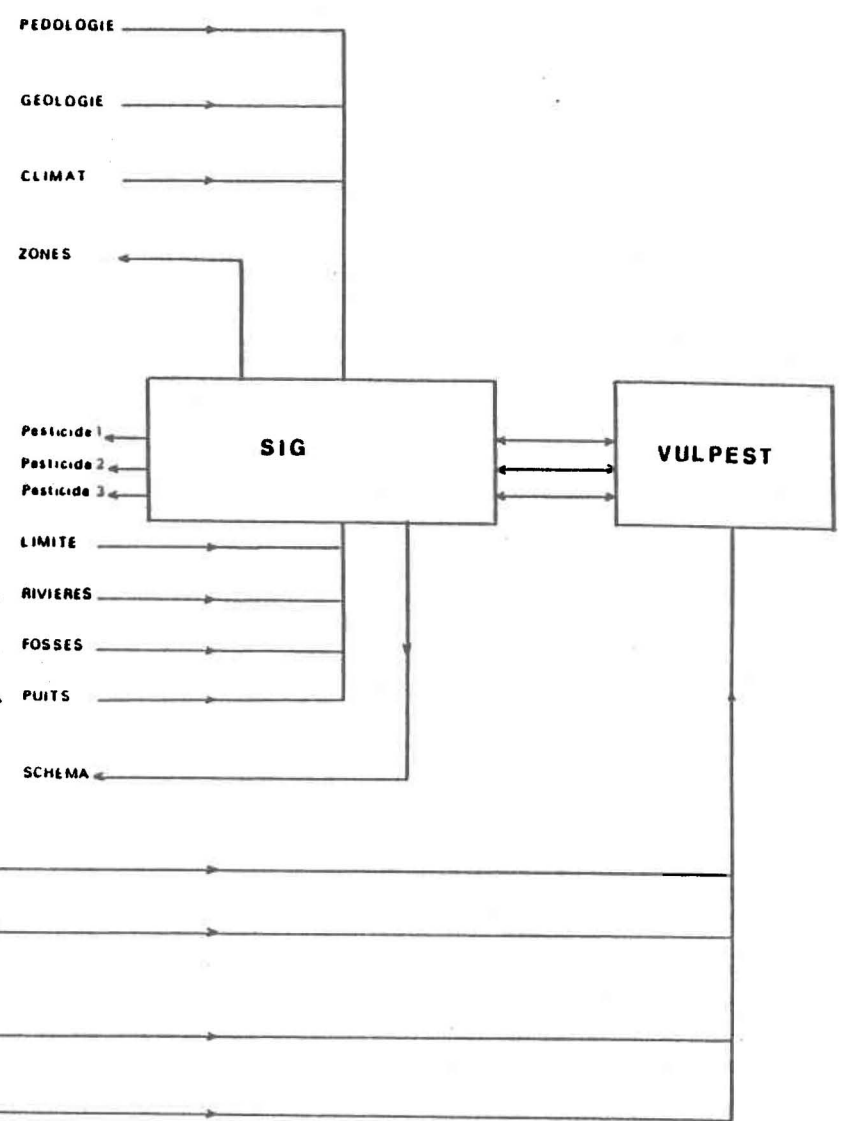 PEDOLOGIE
GEOLOGIE
CLIMAT
ZONES
Pesticide 1
Pesticide 2
Pesticide 3
SIG
VULPEST
LIMITE
RIVIERES
FOSSES
PUITS
SCHEMA